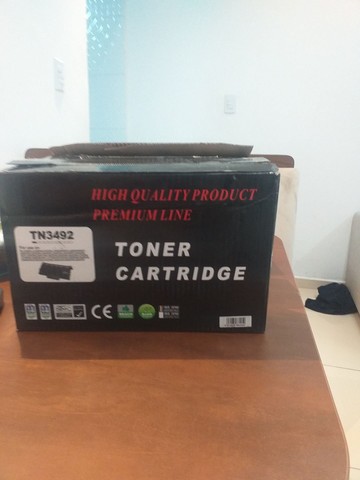 HIGH QUALITY PRODUCT
PREMIUM LINE
TN3492
TONER
CARTRIDGE
CE